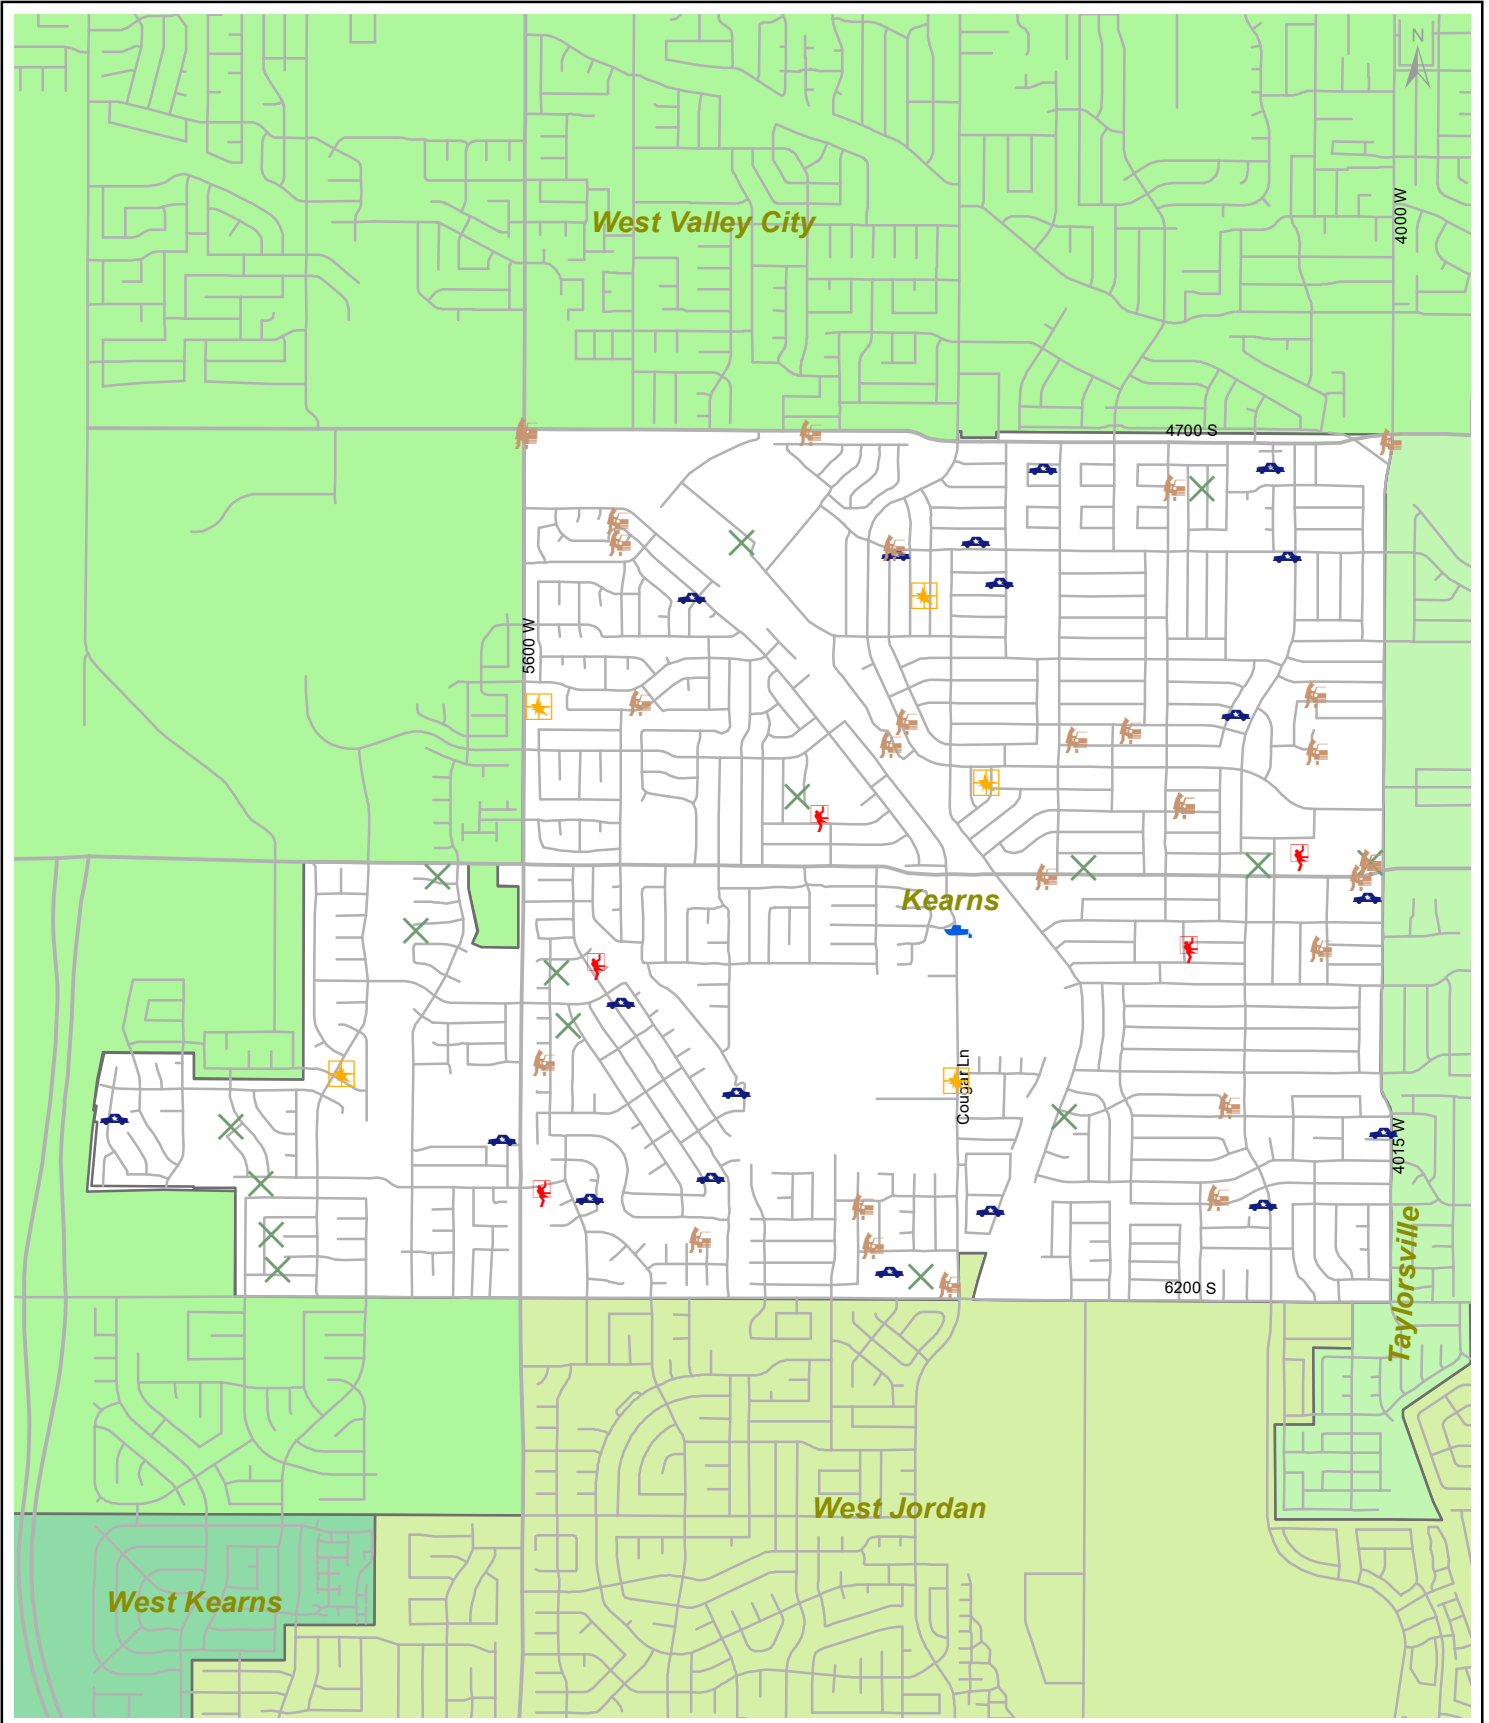 N
4000 W
West Valley City
4700 S
5600 W
Kearns
Cougar Ln
4015 W
Taylorsville
6200 S
West Jordan
West Kearns